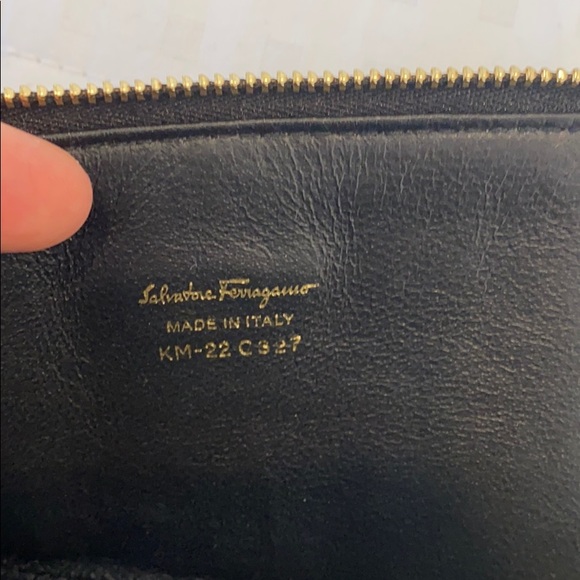 Salvatore Ferragamo
MADE IN ITALY
KM-22 C327